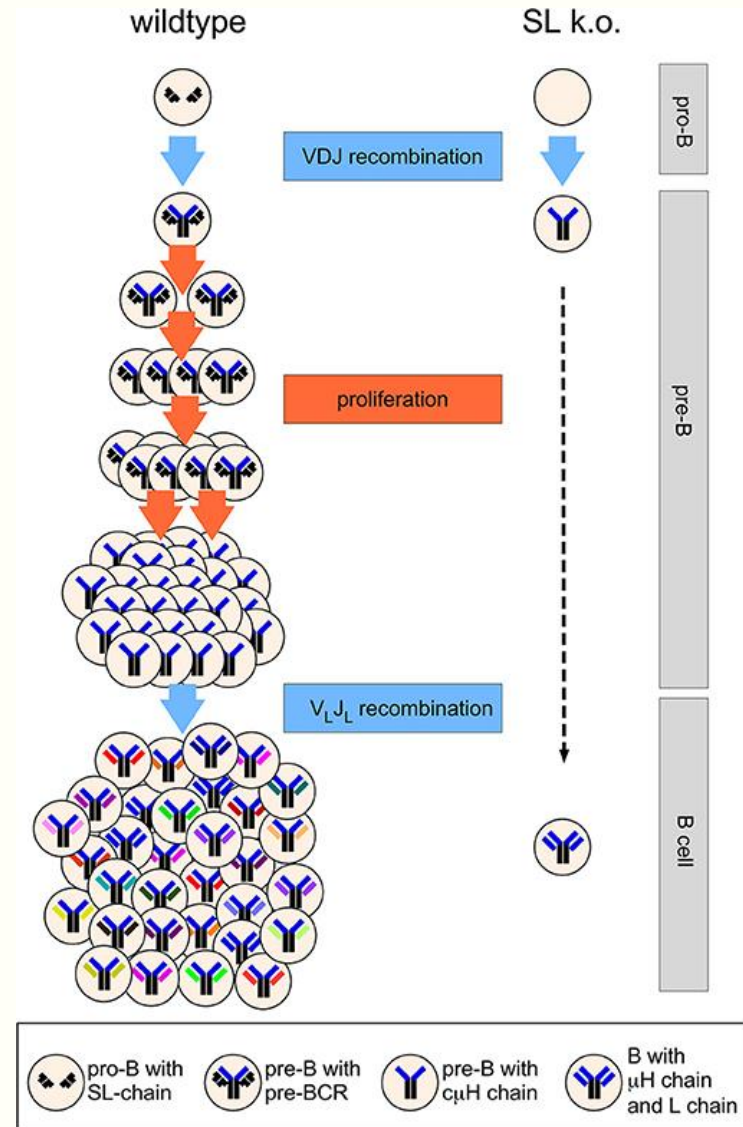 wildtype
SL k.o.
VDJ recombination
pro-B
proliferation
pre-B
VLJL recombination
B cell
pro-B with
SL-chain
pre-B with
pre-BCR
pre-B with
cµH chain
B with
µH chain
and L chain